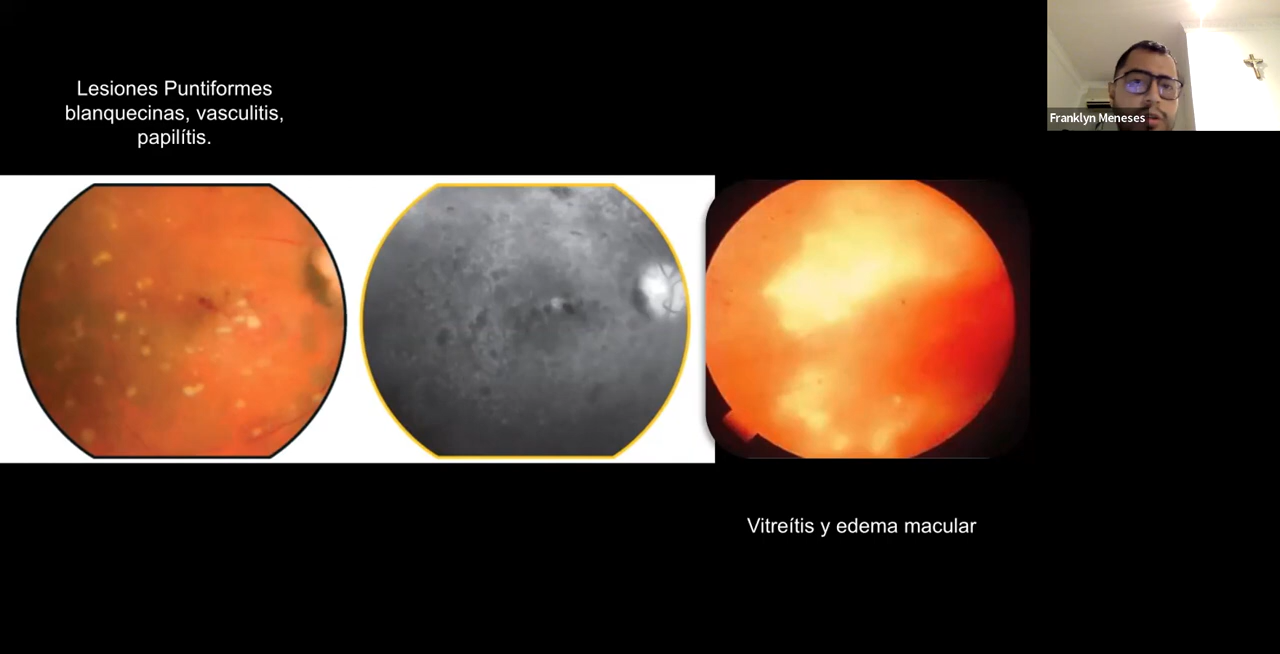 Lesiones Puntiformes
blanquecinas, vasculitis,
papilítis.
Franklyn Meneses
Vitreítis y edema macular